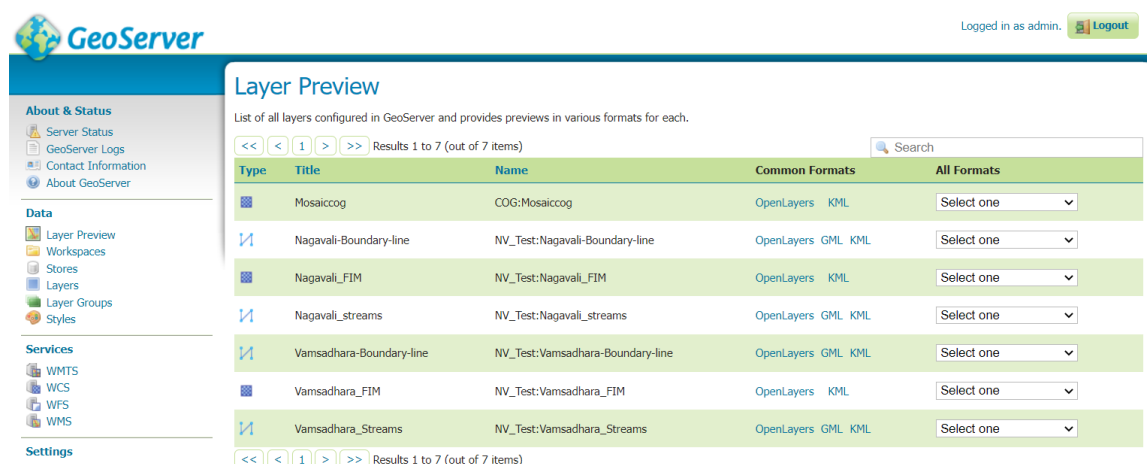 GeoServer
Logged in as admin. Logout
About & Status
Server Status
GeoServer Logs
Contact Information
About GeoServer
Data
Layer Preview
Workspaces
Stores
Layers
Layer Groups
Styles
Services
WMTS
WCS
WFS
WMS
Settings
Layer Preview
List of all layers configured in GeoServer and provides previews in various formats for each.
<< < 1 > >> Results 1 to 7 (out of 7 items) Search
Type Title Name Common Formats All Formats
Mosaiccog COG:Mosaiccog OpenLayers KML Select one
Nagavali-Boundary-line NV_Test:Nagavali-Boundary-line OpenLayers GML KML Select one
Nagavali_FIM NV_Test:Nagavali_FIM OpenLayers KML Select one
Nagavali_streams NV_Test:Nagavali_streams OpenLayers GML KML Select one
Vamsadhara-Boundary-line NV_Test:Vamsadhara-Boundary-line OpenLayers GML KML Select one
Vamsadhara_FIM NV_Test:Vamsadhara_FIM OpenLayers KML Select one
Vamsadhara_Streams NV_Test:Vamsadhara_Streams OpenLayers GML KML Select one
<< < 1 > >> Results 1 to 7 (out of 7 items)